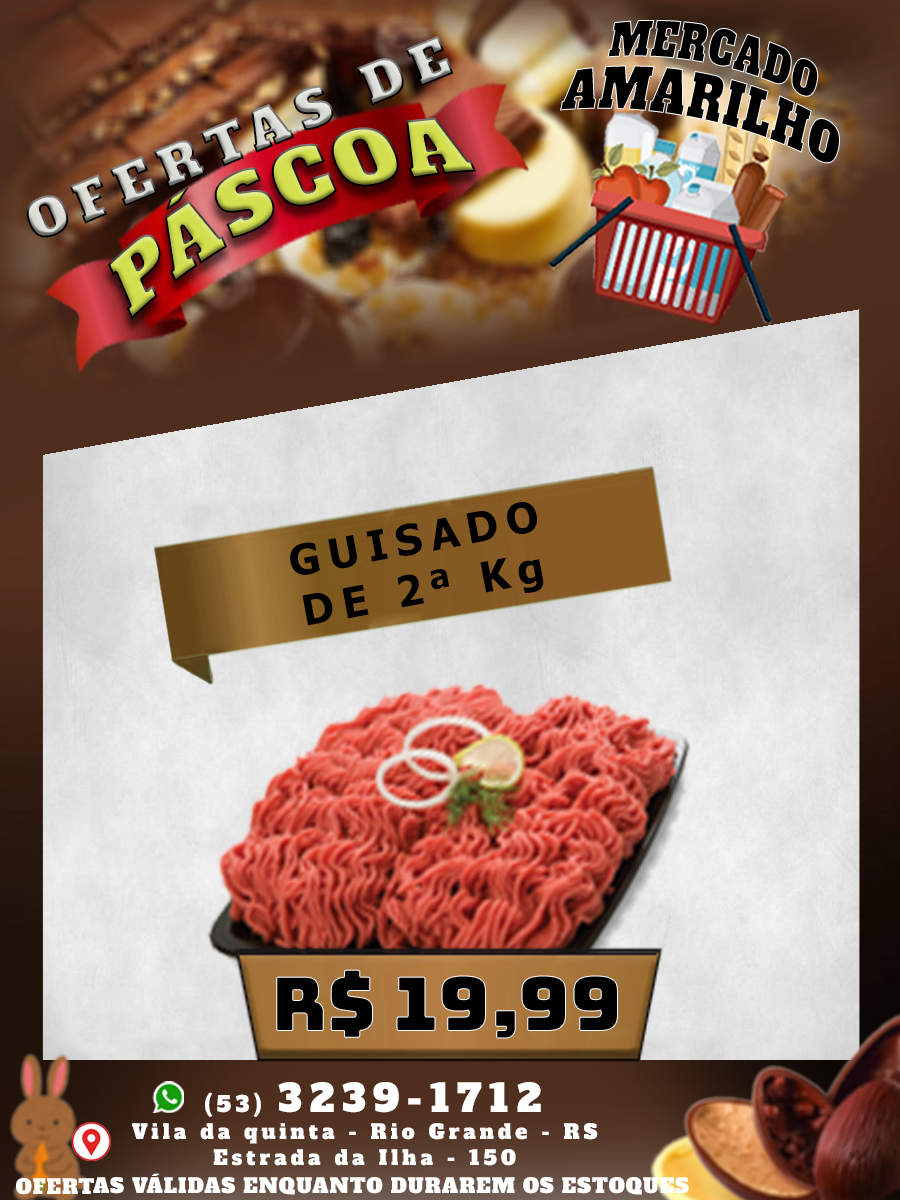 OFERTAS DE
PÁSCOA
MERCADO
AMARILHO
GUISADO
DE 2ª Kg
R$ 19,99
(53) 3239-1712
Vila da quinta - Rio Grande - RS
Estrada da Ilha - 150
OFERTAS VÁLIDAS ENQUANTO DURAREM OS ESTOQUES